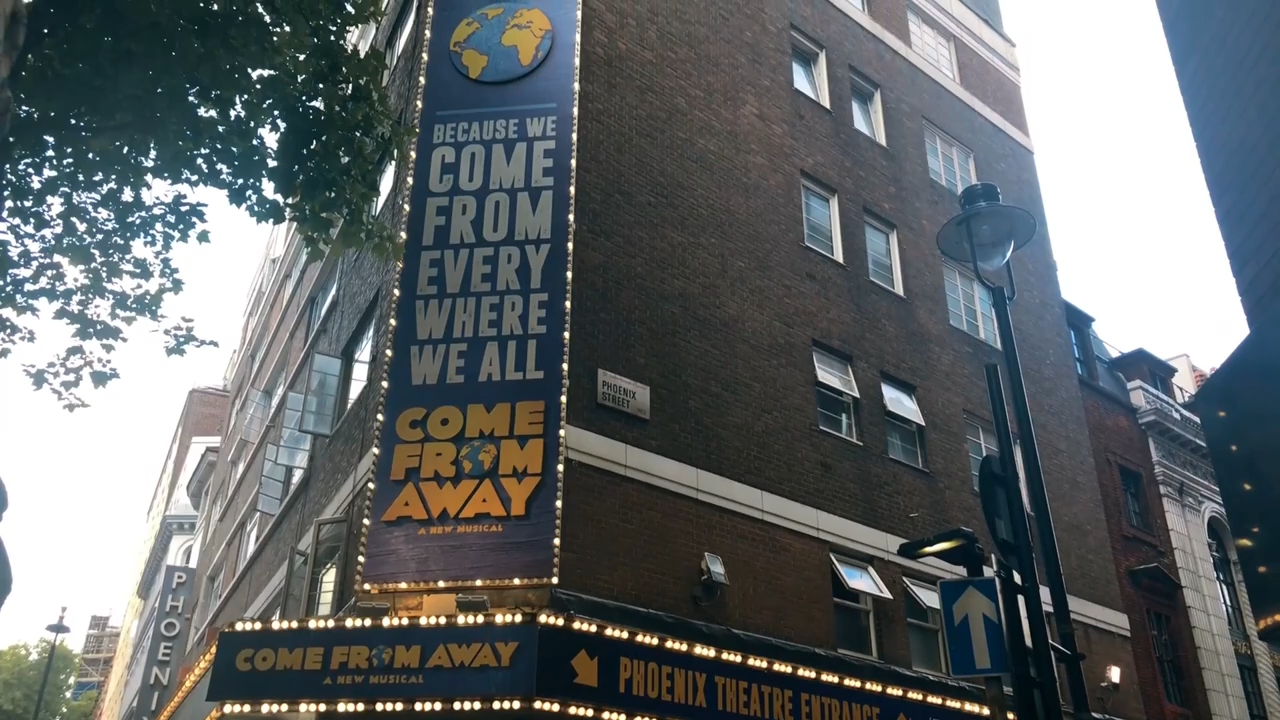 BECAUSE WE
COME
FROM
EVERY
WHERE
WE ALL
COME
FROM
AWAY
A NEW MUSICAL
PHOENIX
STREET
PHOENIX
COME FROM AWAY
A NEW MUSICAL
PHOENIX THEATRE ENTRANCE